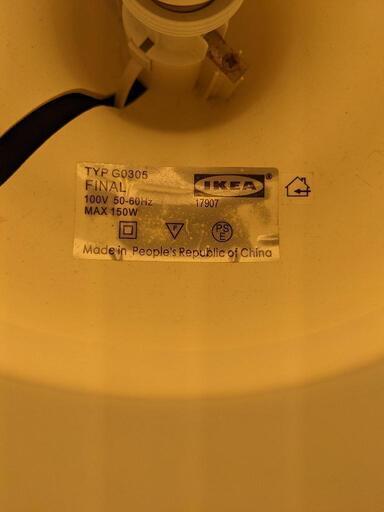 TYP G0305
FINAL
100V 50-60Hz
MAX 150W
IKEA®
17907
F
PS
E
Made in People's Republic of China